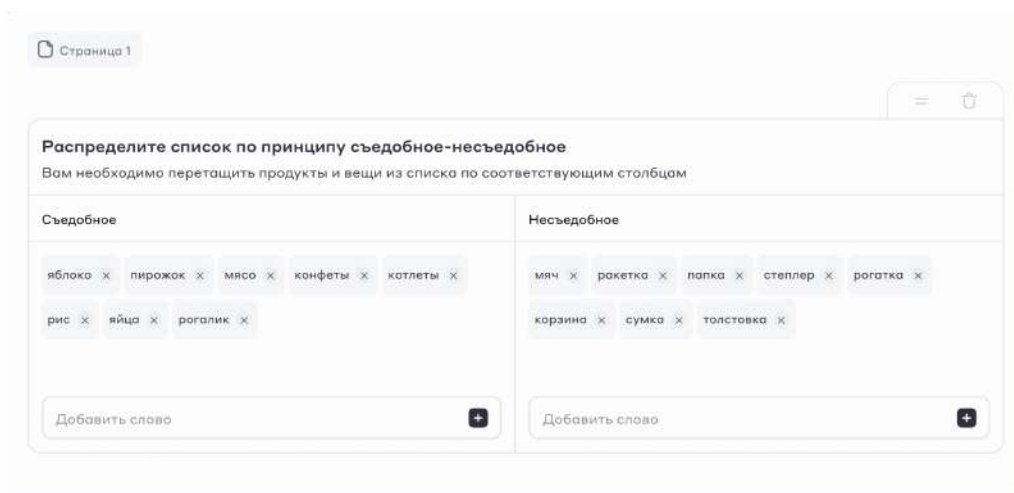 Страница 1
Распределите список по принципу съедобное-несъедобное
Вам необходимо перетащить продукты и вещи из списка по соответствующим столбцам
Съедобное
Несъедобное
яблоко × пирожок × мясо × конфеты × котлеты ×
рис × яйца × рогалик ×
мяч × ракетка × папка × степлер × рогатка ×
корзина × сумка × толстовка ×
Добавить слово
Добавить слово